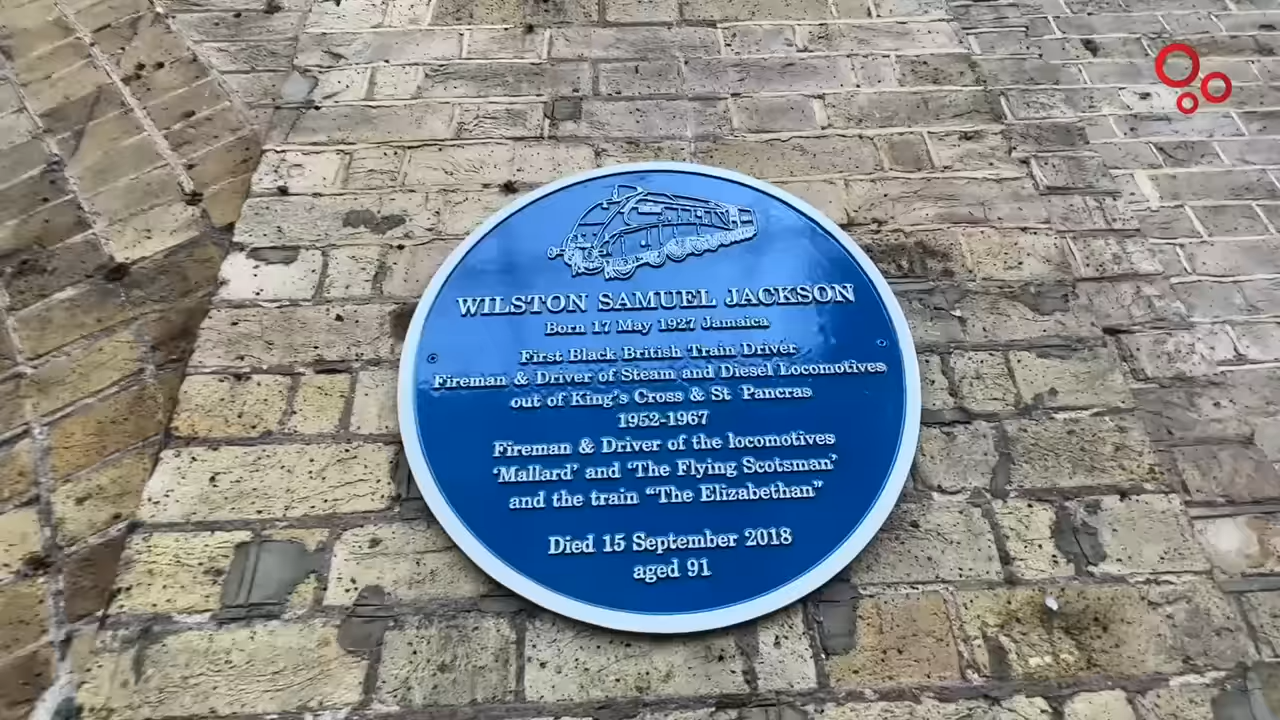 WILSTON SAMUEL JACKSON
Born 17 May 1927 Jamaica
First Black British Train Driver
Fireman & Driver of Steam and Diesel Locomotives
out of King's Cross & St Pancras
1952-1967
Fireman & Driver of the locomotives
'Mallard' and 'The Flying Scotsman'
and the train "The Elizabethan"
Died 15 September 2018
aged 91